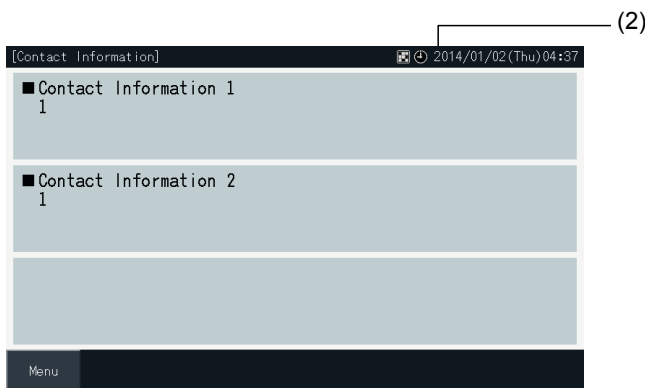 (2)
[Contact Information] 2014/01/02(Thu)04:37
■Contact Information 1
1
■Contact Information 2
1
Menu